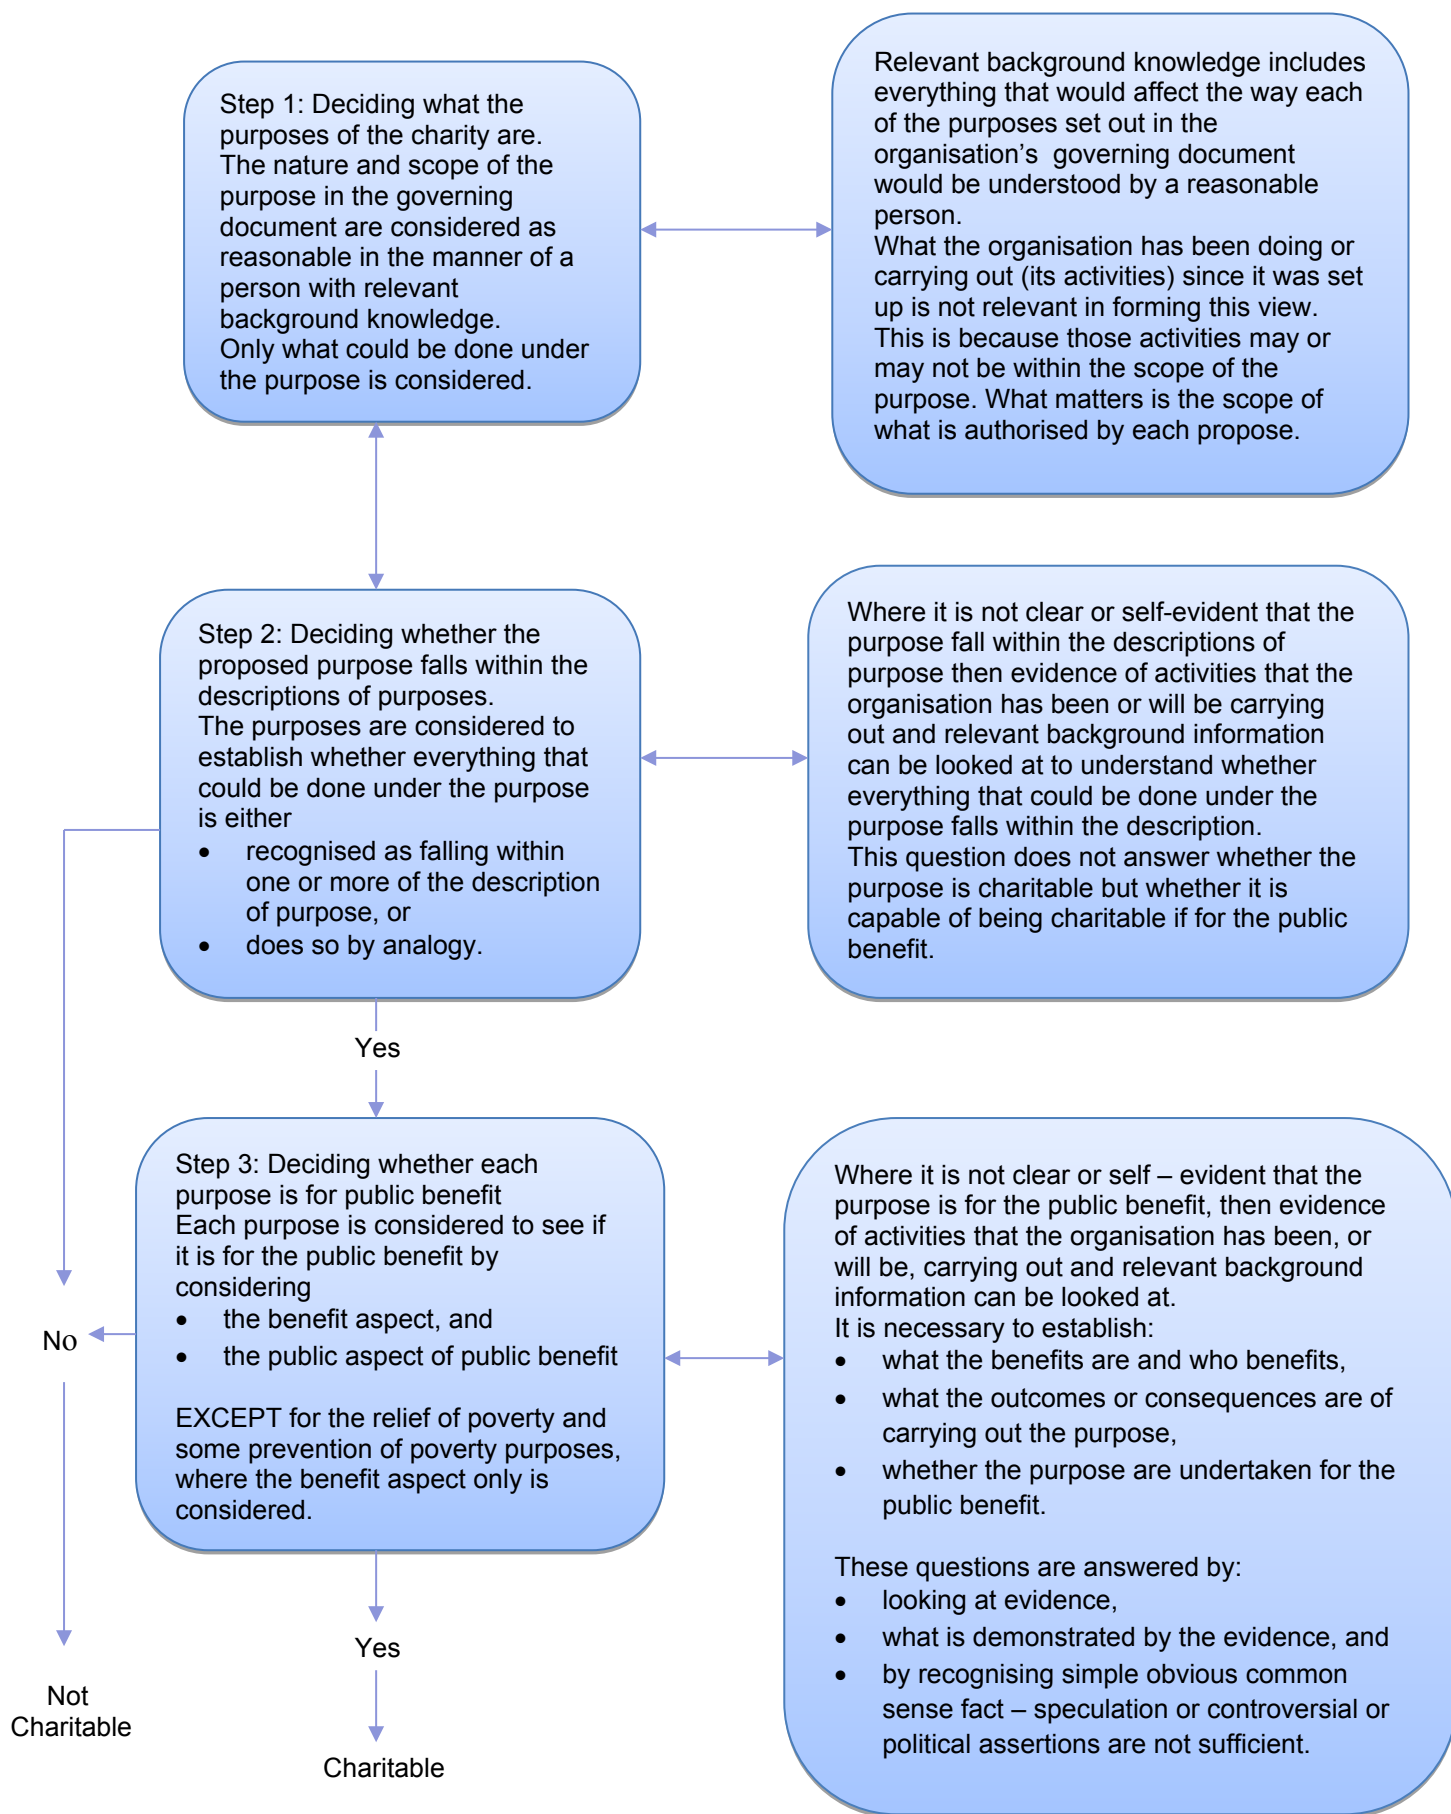 Step 1: Deciding what the
purposes of the charity are.
The nature and scope of the
purpose in the governing
document are considered as
reasonable in the manner of a
person with relevant
background knowledge.
Only what could be done under
the purpose is considered.
Relevant background knowledge includes
everything that would affect the way each
of the purposes set out in the
organisation’s governing document
would be understood by a reasonable
person.
What the organisation has been doing or
carrying out (its activities) since it was set
up is not relevant in forming this view.
This is because those activities may or
may not be within the scope of the
purpose. What matters is the scope of
what is authorised by each propose.
Step 2: Deciding whether the
proposed purpose falls within the
descriptions of purposes.
The purposes are considered to
establish whether everything that
could be done under the purpose
is either
• recognised as falling within
one or more of the description
of purpose, or
• does so by analogy.
Where it is not clear or self-evident that the
purpose fall within the descriptions of
purpose then evidence of activities that the
organisation has been or will be carrying
out and relevant background information
can be looked at to understand whether
everything that could be done under the
purpose falls within the description.
This question does not answer whether the
purpose is charitable but whether it is
capable of being charitable if for the public
benefit.
Yes
Step 3: Deciding whether each
purpose is for public benefit
Each purpose is considered to see if
it is for the public benefit by
considering
• the benefit aspect, and
• the public aspect of public benefit
EXCEPT for the relief of poverty and
some prevention of poverty purposes,
where the benefit aspect only is
considered.
Where it is not clear or self – evident that the
purpose is for the public benefit, then evidence
of activities that the organisation has been, or
will be, carrying out and relevant background
information can be looked at.
It is necessary to establish:
• what the benefits are and who benefits,
• what the outcomes or consequences are of
carrying out the purpose,
• whether the purpose are undertaken for the
public benefit.
These questions are answered by:
• looking at evidence,
• what is demonstrated by the evidence, and
• by recognising simple obvious common
sense fact – speculation or controversial or
political assertions are not sufficient.
No
Yes
Not
Charitable
Charitable